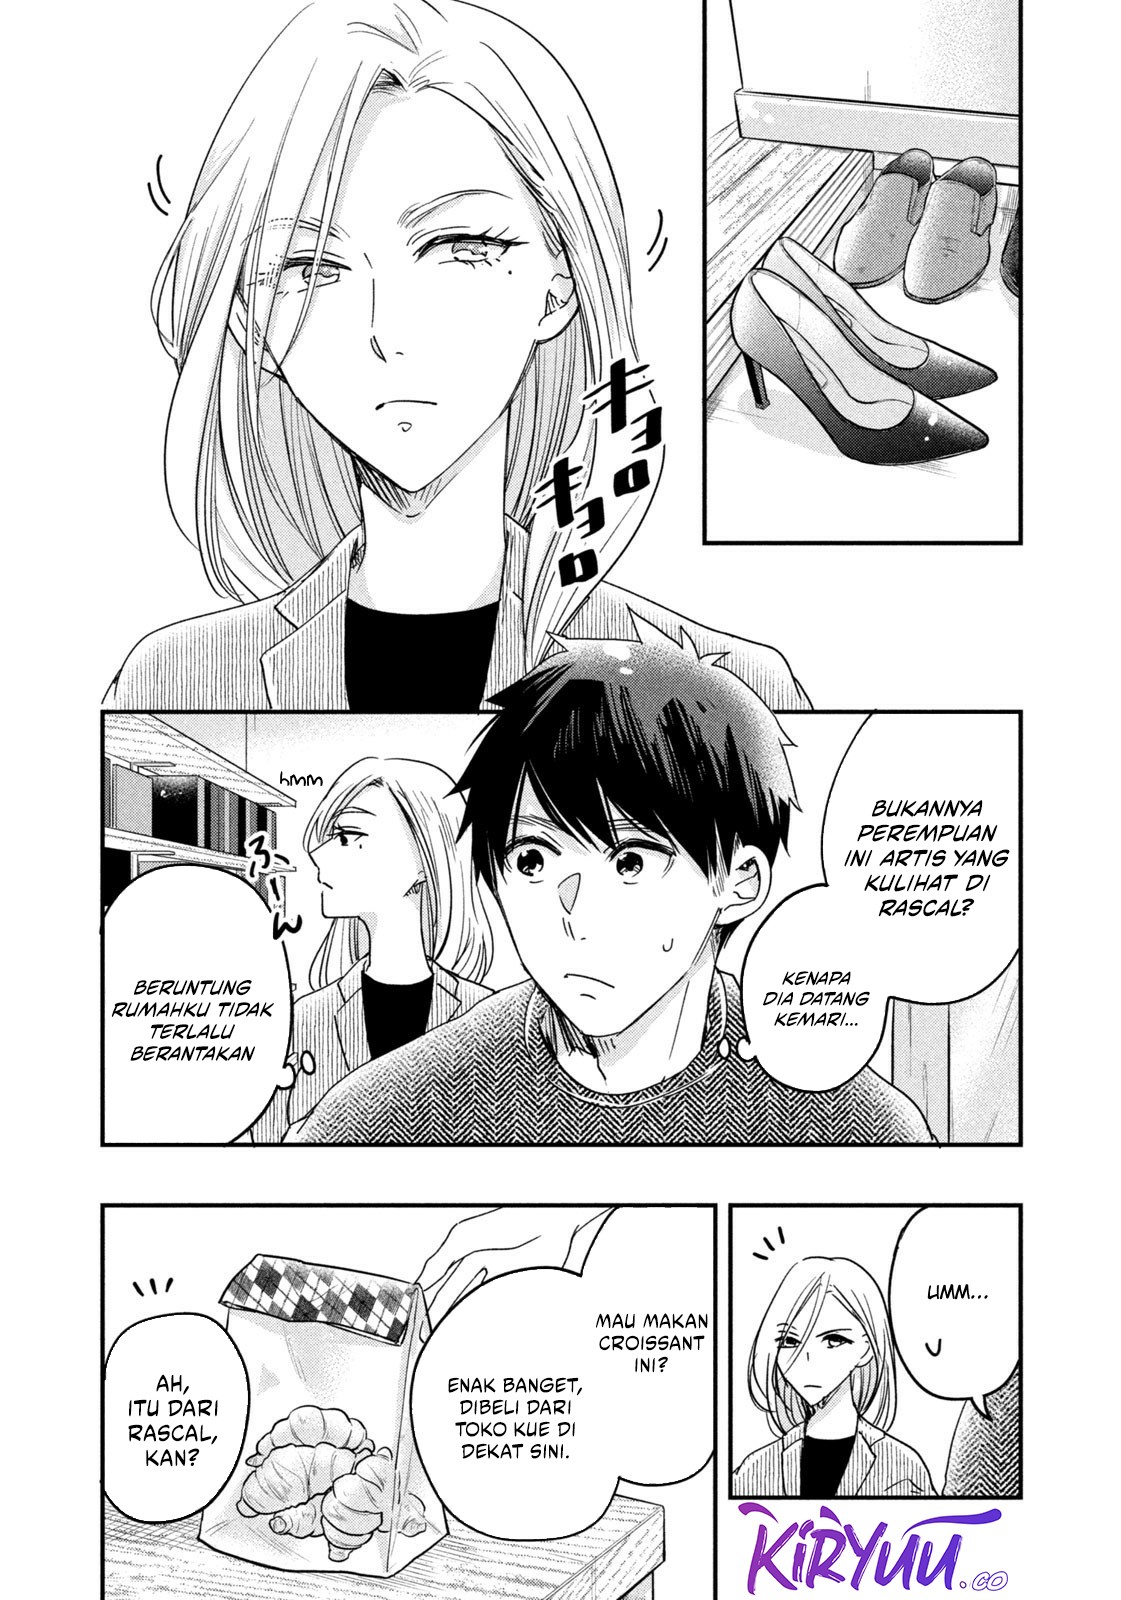 キョロ
キョロ
hmm
ふーん
BUKANNYA
PEREMPUAN
INI ARTIS YANG
KULIHAT DI
RASCAL?
KENAPA
DIA DATANG
KEMARI...
BERUNTUNG
RUMAHKU TIDAK
TERLALU
BERANTAKAN
UMM...
MAU MAKAN
CROISSANT
INI?
ENAK BANGET,
DIBELI DARI
TOKO KUE DI
DEKAT SINI.
AH,
ITU DARI
RASCAL,
KAN?
KIRYUU.CO